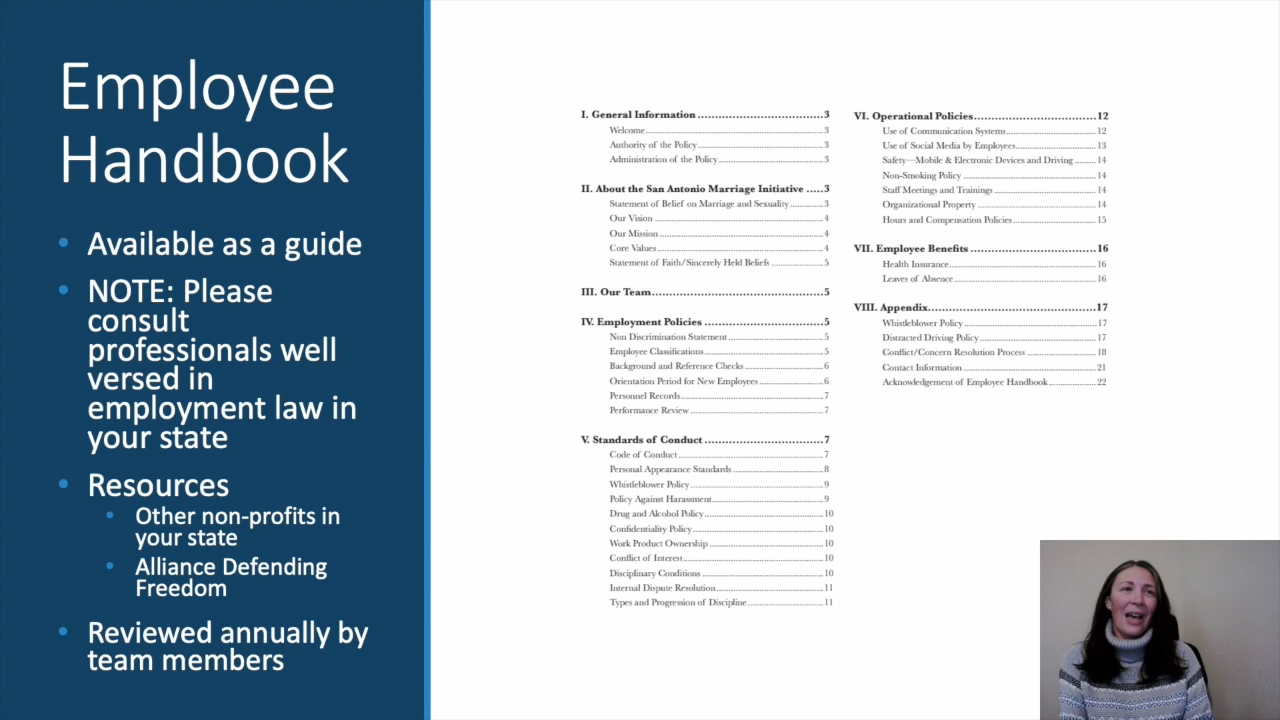 Employee
Handbook
• Available as a guide
• NOTE: Please
consult
professionals well
versed in
employment law in
your state
• Resources
• Other non-profits in
your state
• Alliance Defending
Freedom
• Reviewed annually by
team members
I. General Information ..............................3
Welcome..............................3
Authority of the Policy..............................3
Administration of the Policy..............................3
II. About the San Antonio Marriage Initiative .....3
Statement of Belief on Marriage and Sexuality..............3
Our Vision ..............................4
Our Mission..............................4
Core Values..............................4
Statement of Faith/Sincerely Held Beliefs ....................5
III. Our Team..............................5
IV. Employment Policies ..............................5
Non Discrimination Statement..............................5
Employee Classifications..............................5
Background and Reference Checks ..............................6
Orientation Period for New Employees ....................6
Personnel Records..............................7
Performance Review ..............................7
V. Standards of Conduct ..............................7
Code of Conduct..............................7
Personal Appearance Standards ..............................8
Whistleblower Policy..............................9
Policy Against Harassment..............................9
Drug and Alcohol Policy..............................10
Confidentiality Policy..............................10
Work Product Ownership ..............................10
Conflict of Interest..............................10
Disciplinary Conditions ..............................10
Internal Dispute Resolution..............................11
Types and Progression of Discipline....................11
VI. Operational Policies..............................12
Use of Communication Systems..............................12
Use of Social Media by Employees....................13
Safety—Mobile & Electronic Devices and Driving ........14
Non-Smoking Policy ..............................14
Staff Meetings and Trainings ..............................14
Organizational Property ..............................14
Hours and Compensation Policies..............................15
VII. Employee Benefits ..............................16
Health Insurance..............................16
Leaves of Absence..............................16
VIII. Appendix..............................17
Whistleblower Policy ..............................17
Distracted Driving Policy ..............................17
Conflict/Concern Resolution Process ....................18
Contact Information ..............................21
Acknowledgement of Employee Handbook....................22